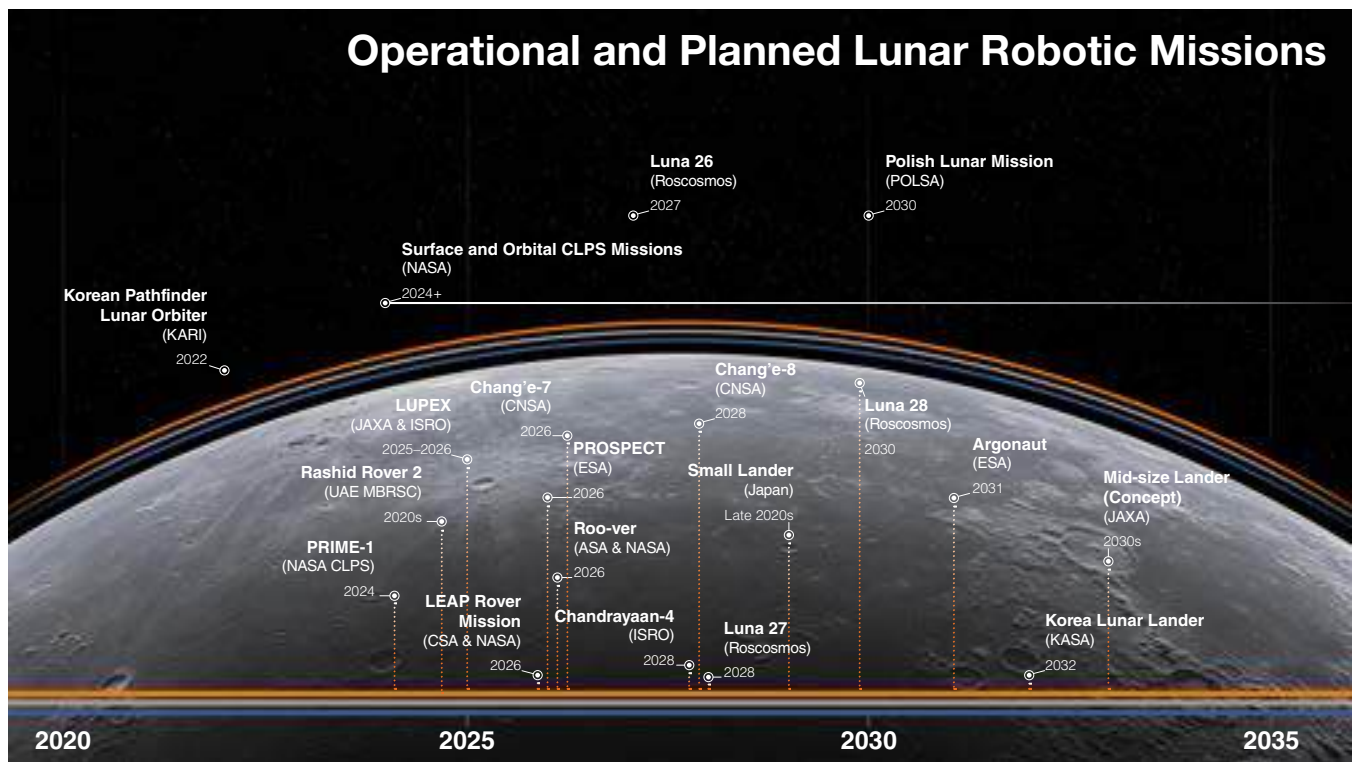 Operational and Planned Lunar Robotic Missions
Luna 26
(Roscosmos)
2027
Polish Lunar Mission
(POLSA)
2030
Surface and Orbital CLPS Missions
(NASA)
2024+
Korean Pathfinder
Lunar Orbiter
(KARI)
2022
Chang’e-7
(CNSA)
2026
Chang’e-8
(CNSA)
2028
LUPEX
(JAXA & ISRO)
2025–2026
Luna 28
(Roscosmos)
2030
PROSPECT
(ESA)
2026
Argonaut
(ESA)
2031
Rashid Rover 2
(UAE MBRSC)
2020s
Small Lander
(Japan)
Late 2020s
Mid-size Lander
(Concept)
(JAXA)
2030s
Roo-ver
(ASA & NASA)
2026
PRIME-1
(NASA CLPS)
2024
LEAP Rover
Mission
(CSA & NASA)
2026
Chandrayaan-4
(ISRO)
2028
Luna 27
(Roscosmos)
2028
Korea Lunar Lander
(KASA)
2032
2020
2025
2030
2035